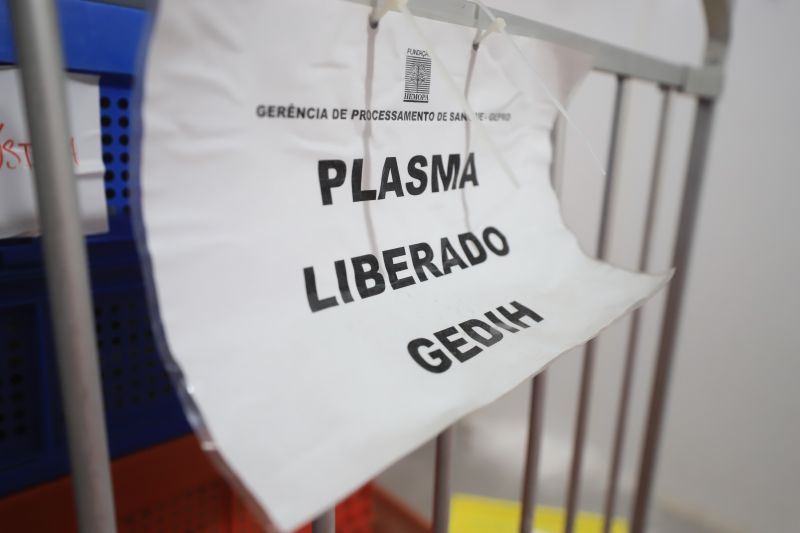 FUNDAÇÃO
HEMOPA
GERÊNCIA DE PROCESSAMENTO DE SANGUE - GEPRO
PLASMA
LIBERADO
GEDIH